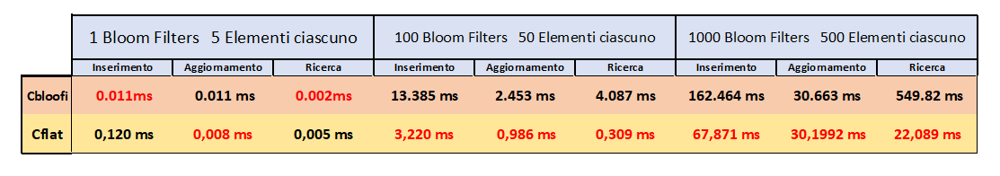 1 Bloom Filters 5 Elementi ciascuno 100 Bloom Filters 50 Elementi ciascuno 1000 Bloom Filters 500 Elementi ciascuno
Inserimento Aggiornamento Ricerca Inserimento Aggiornamento Ricerca Inserimento Aggiornamento Ricerca
Cbloofi 0.011ms 0.011 ms 0.002ms 13.385 ms 2.453 ms 4.087 ms 162.464 ms 30.663 ms 549.82 ms
Cflat 0,120 ms 0,008 ms 0,005 ms 3,220 ms 0,986 ms 0,309 ms 67,871 ms 30,1992 ms 22,089 ms